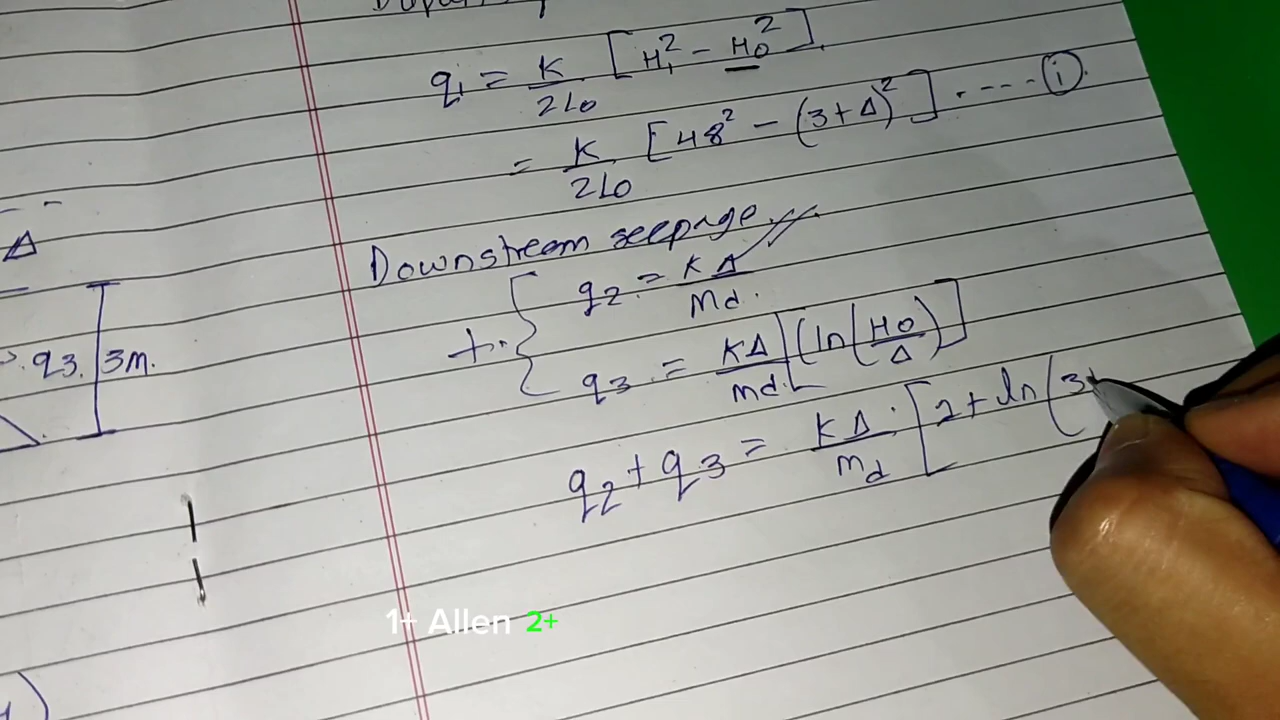 q₁ = K/2L₀ [H₁² - H₀²].
= K/2L₀ [48² - (3+Δ)²] ---- (i).
Downstream seepage.
Δ
q₂ = KΔ/Md.
+. {
q₃. 3m.
q₃ = KΔ/md [ln(H₀/Δ)]
q₂ + q₃ = KΔ/md · [2 + ln(3+
1+ Allen 2+